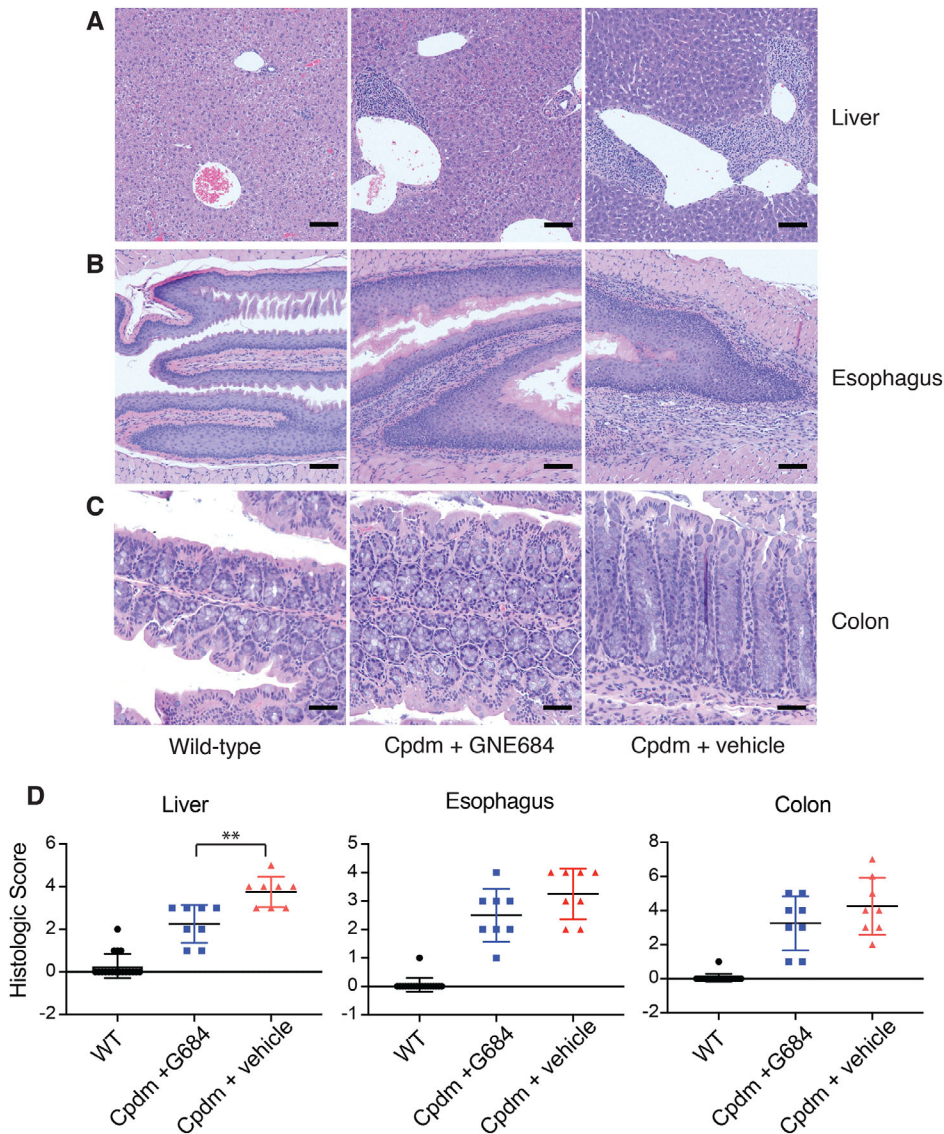 A
Liver
B
Esophagus
C
Colon
Wild-type
Cpdm + GNE684
Cpdm + vehicle
D
Liver
Esophagus
Colon
Histologic Score
6
4
2
0
-2
**
WT
Cpdm +G684
Cpdm + vehicle
5
4
3
2
1
0
-1
WT
Cpdm +G684
Cpdm + vehicle
8
6
4
2
0
-2
WT
Cpdm +G684
Cpdm + vehicle